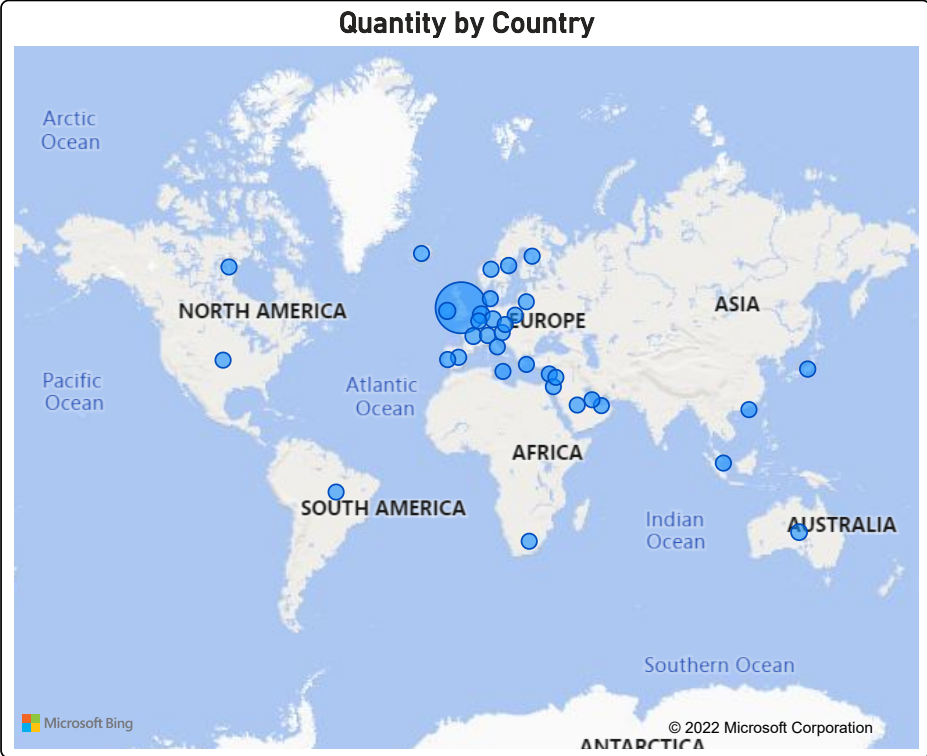 Quantity by Country
Arctic
Ocean
NORTH AMERICA
ASIA
EUROPE
Pacific
Ocean
Atlantic
Ocean
AFRICA
SOUTH AMERICA
Indian
Ocean
AUSTRALIA
Southern Ocean
Microsoft Bing
© 2022 Microsoft Corporation
ANTARCTICA